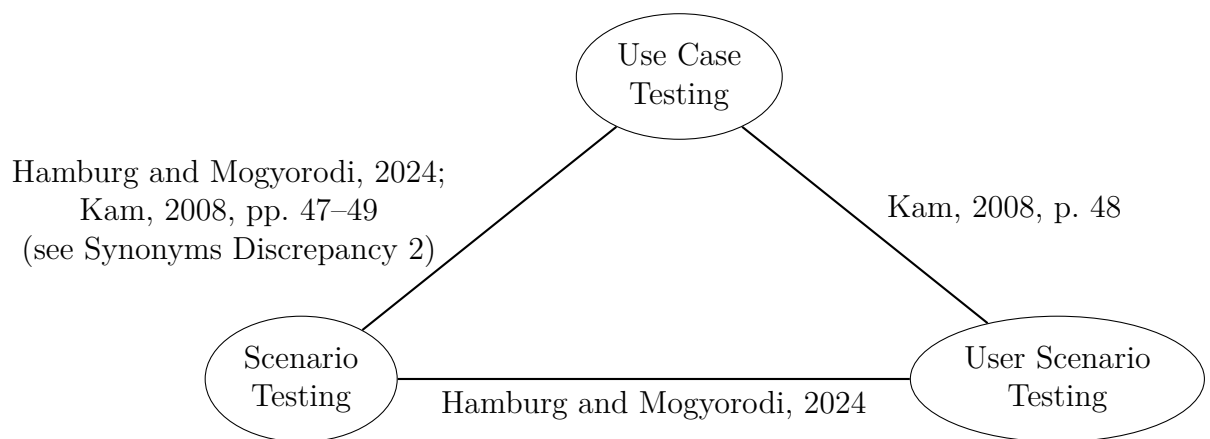 Use Case
Testing
Hamburg and Mogyorodi, 2024;
Kam, 2008, pp. 47–49
(see Synonyms Discrepancy 2)
Kam, 2008, p. 48
Scenario
Testing
User Scenario
Testing
Hamburg and Mogyorodi, 2024